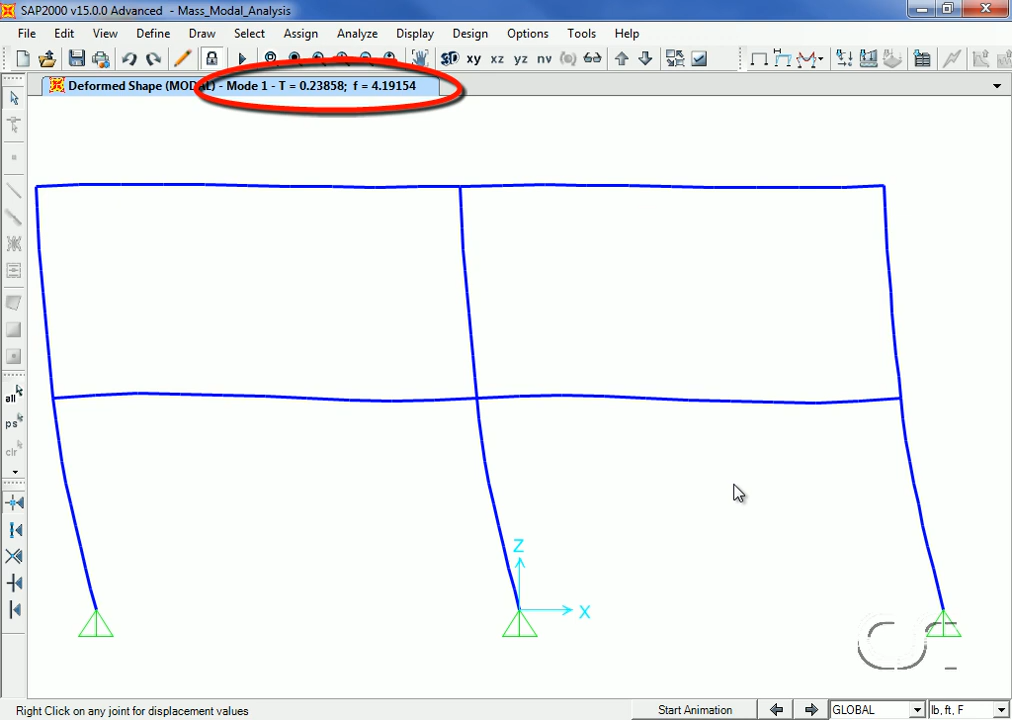 SAP2000 v15.0.0 Advanced - Mass_Modal_Analysis
File Edit View Define Draw Select Assign Analyze Display Design Options Tools Help
3D xy xz yz nv
Deformed Shape (MODAL) - Mode 1 - T = 0.23858; f = 4.19154
all
ps
clr
Z
X
CSI
Right Click on any joint for displacement values
Start Animation
GLOBAL
lb, ft, F